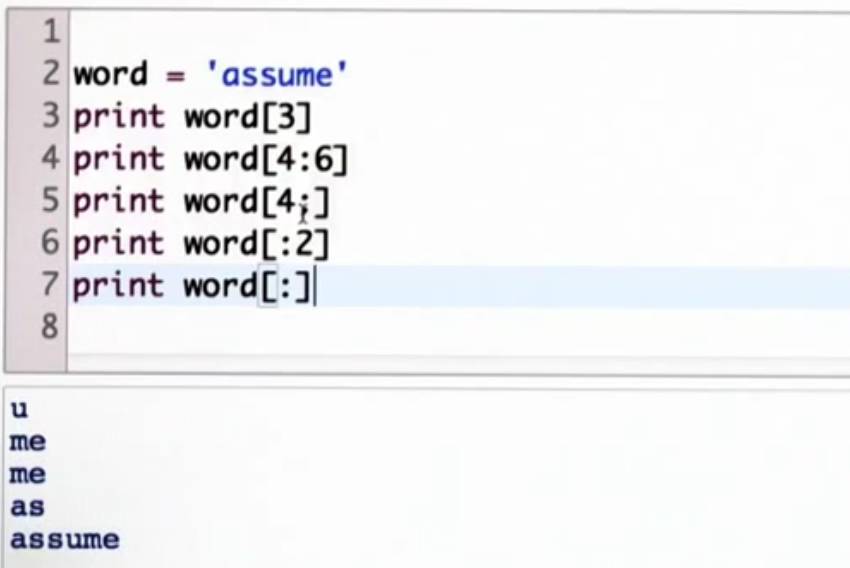 1
2 word = 'assume'
3 print word[3]
4 print word[4:6]
5 print word[4:]
6 print word[:2]
7 print word[:]
8
u
me
me
as
assume